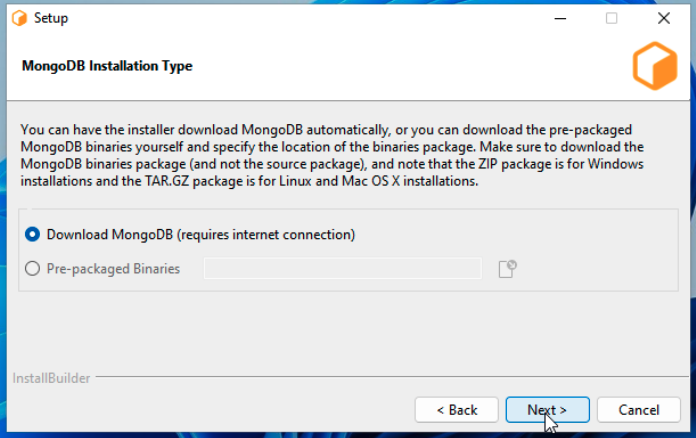 Setup
MongoDB Installation Type
You can have the installer download MongoDB automatically, or you can download the pre-packaged
MongoDB binaries yourself and specify the location of the binaries package. Make sure to download the
MongoDB binaries package (and not the source package), and note that the ZIP package is for Windows
installations and the TAR.GZ package is for Linux and Mac OS X installations.
Download MongoDB (requires internet connection)
Pre-packaged Binaries
InstallBuilder
< Back Next > Cancel